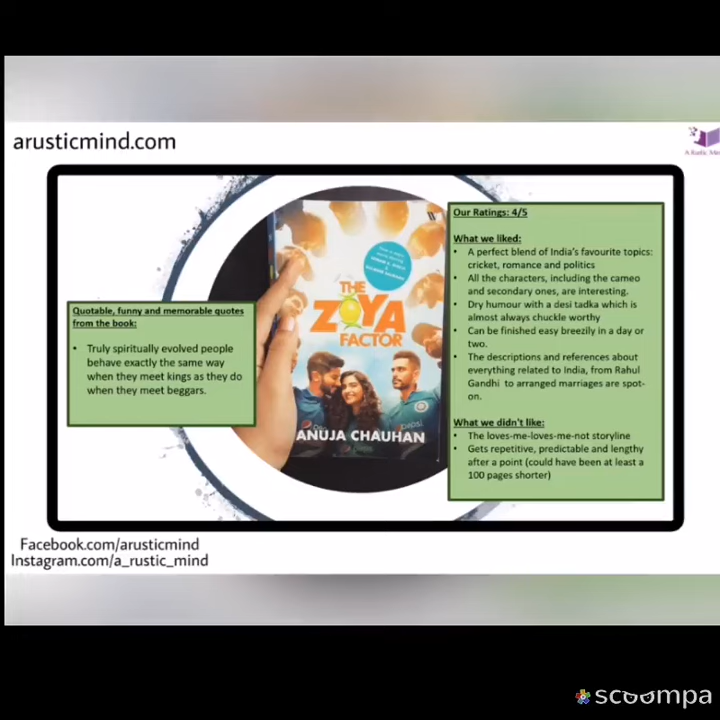 arusticmind.com
A Rustic Mind
Quotable, funny and memorable quotes
from the book:
• Truly spiritually evolved people
behave exactly the same way
when they meet kings as they do
when they meet beggars.
THE
ZOYA
FACTOR
ANUJA CHAUHAN
Our Ratings: 4/5
What we liked:
• A perfect blend of India's favourite topics:
cricket, romance and politics
• All the characters, including the cameo
and secondary ones, are interesting.
• Dry humour with a desi tadka which is
almost always chuckle worthy
• Can be finished easy breezily in a day or
two.
• The descriptions and references about
everything related to India, from Rahul
Gandhi to arranged marriages are spot-
on.
What we didn't like:
• The loves-me-loves-me-not storyline
• Gets repetitive, predictable and lengthy
after a point (could have been at least a
100 pages shorter)
Facebook.com/arusticmind
Instagram.com/a_rustic_mind
scoompa